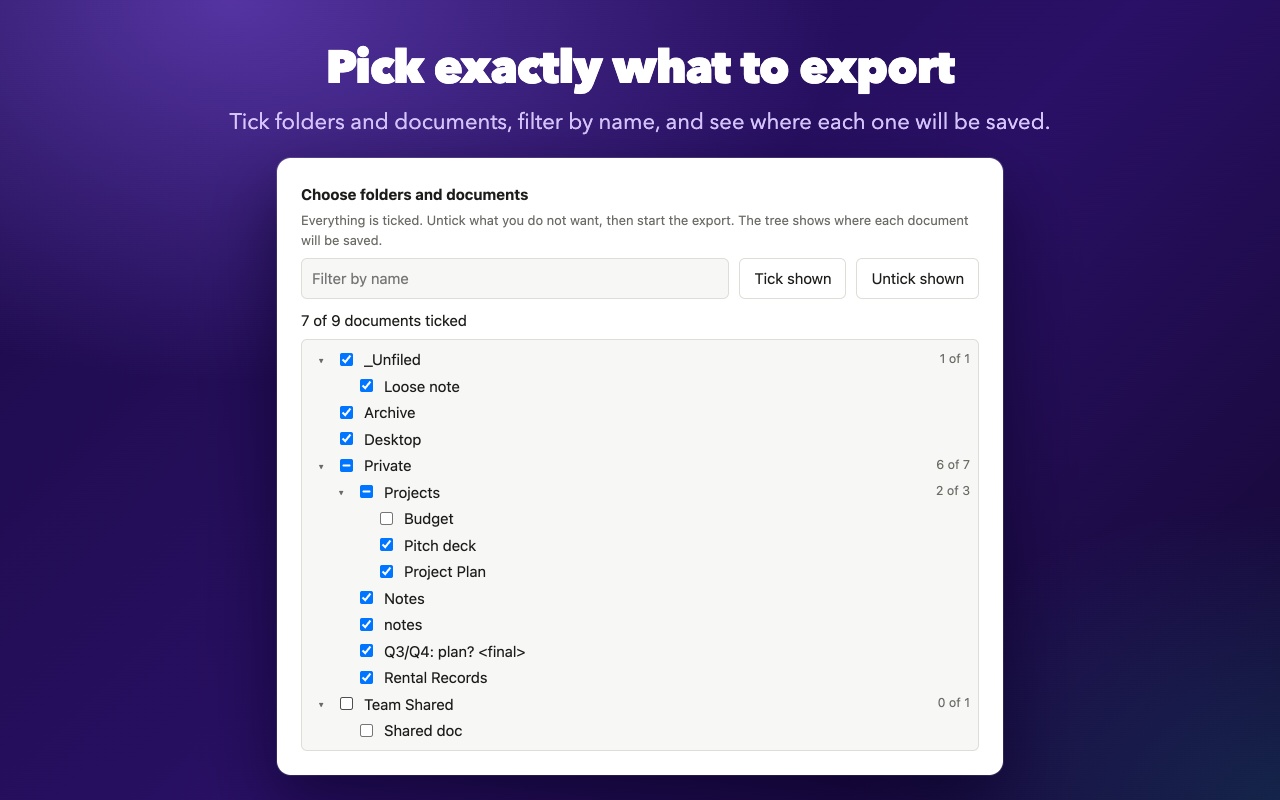 Pick exactly what to export
Tick folders and documents, filter by name, and see where each one will be saved.
Choose folders and documents
Everything is ticked. Untick what you do not want, then start the export. The tree shows where each document
will be saved.
Filter by name
Tick shown
Untick shown
7 of 9 documents ticked
_Unfiled 1 of 1
Loose note
Archive
Desktop
Private 6 of 7
Projects 2 of 3
Budget
Pitch deck
Project Plan
Notes
notes
Q3/Q4: plan? <final>
Rental Records
Team Shared 0 of 1
Shared doc